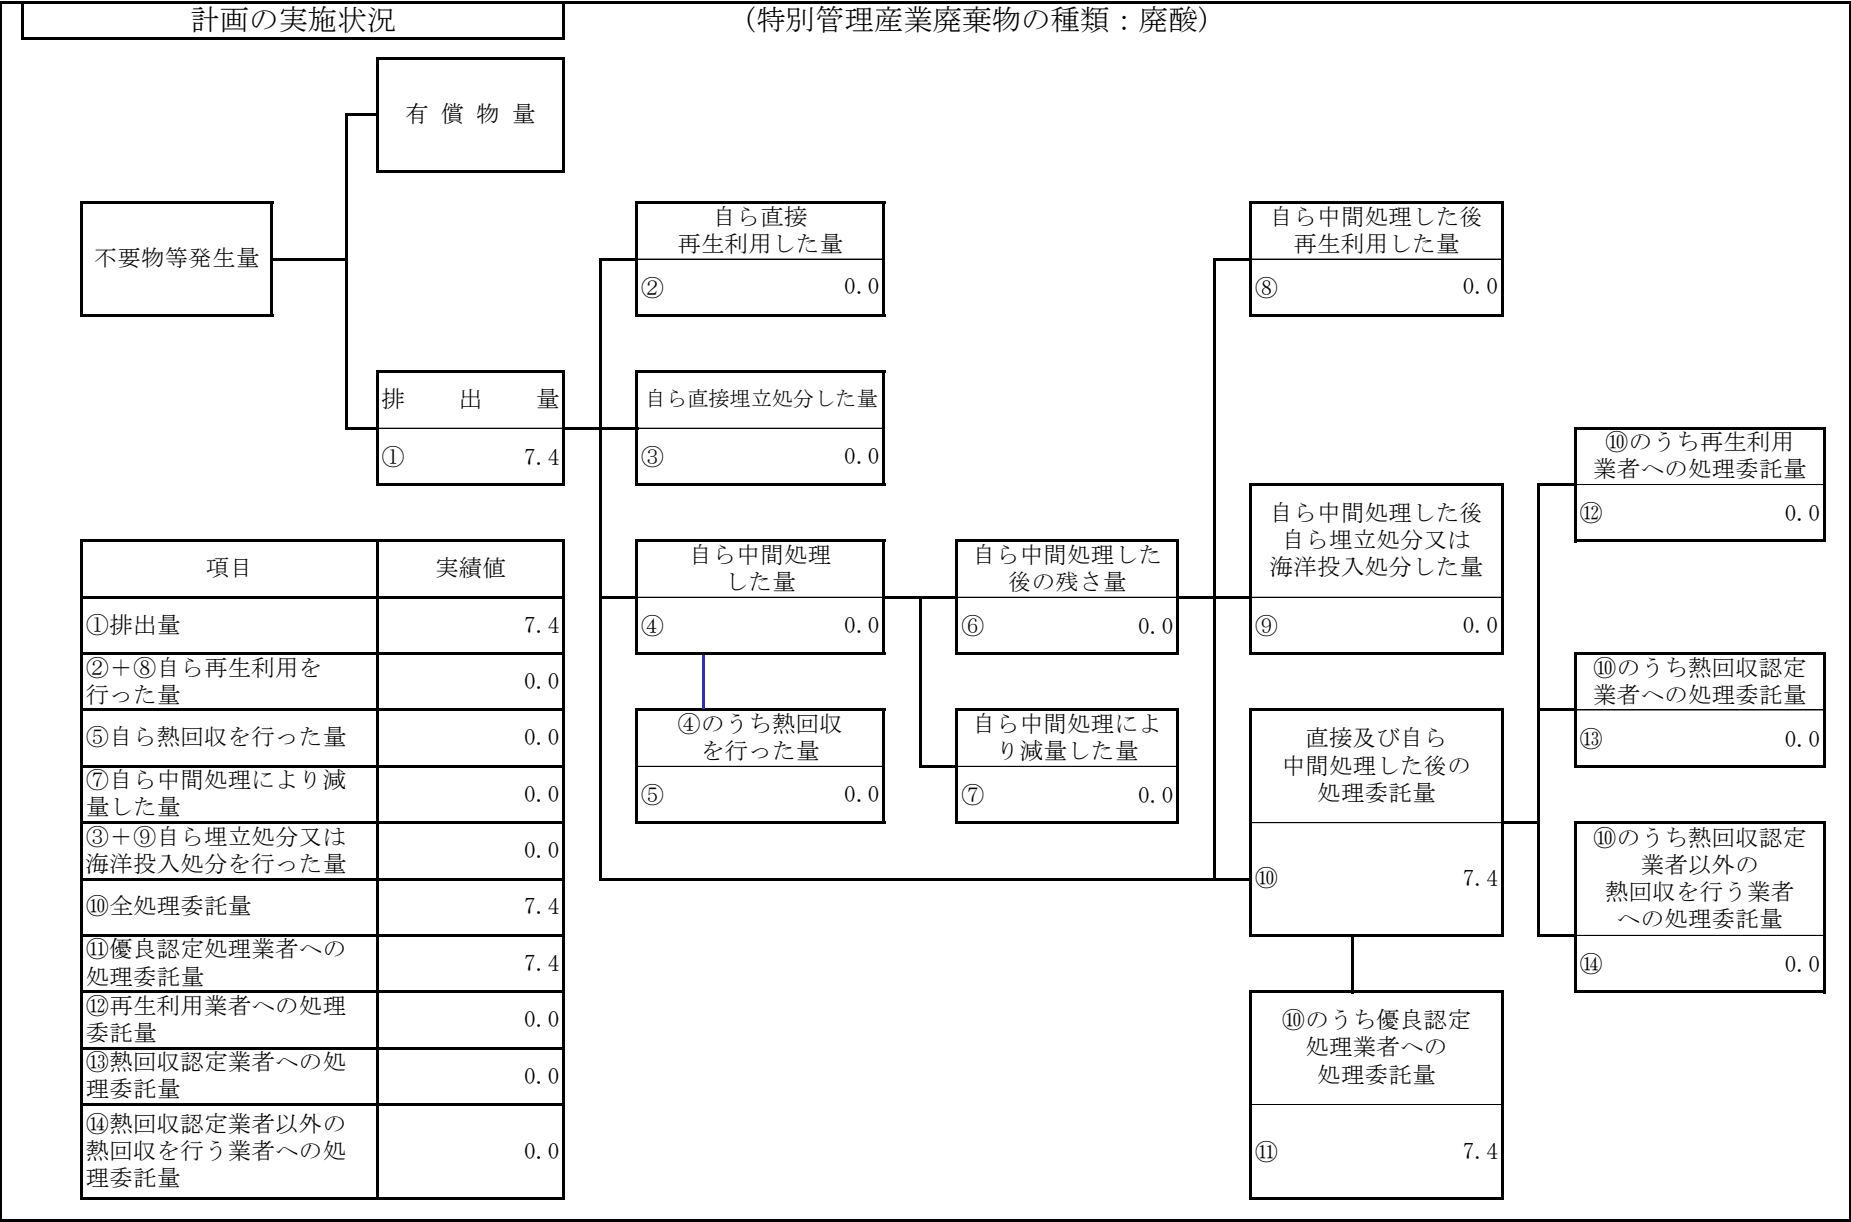 計画の実施状況
(特別管理産業廃棄物の種類：廃酸)
有 償 物 量
不要物等発生量
自ら直接
再生利用した量
② 0.0
自ら中間処理した後
再生利用した量
⑧ 0.0
排 出 量
① 7.4
自ら直接埋立処分した量
③ 0.0
⑩のうち再生利用
業者への処理委託量
⑫ 0.0
自ら中間処理した後
自ら埋立処分又は
海洋投入処分した量
⑨ 0.0
自ら中間処理
した量
④ 0.0
自ら中間処理した
後の残さ量
⑥ 0.0
⑩のうち熱回収認定
業者への処理委託量
⑬ 0.0
④のうち熱回収
を行った量
⑤ 0.0
自ら中間処理によ
り減量した量
⑦ 0.0
直接及び自ら
中間処理した後の
処理委託量
⑩ 7.4
⑩のうち熱回収認定
業者以外の
熱回収を行う業者
への処理委託量
⑭ 0.0
⑩のうち優良認定
処理業者への
処理委託量
⑪ 7.4
項目 実績値
①排出量 7.4
②＋⑧自ら再生利用を
行った量 0.0
⑤自ら熱回収を行った量 0.0
⑦自ら中間処理により減
量した量 0.0
③＋⑨自ら埋立処分又は
海洋投入処分を行った量 0.0
⑩全処理委託量 7.4
⑪優良認定処理業者への
処理委託量 7.4
⑫再生利用業者への処理
委託量 0.0
⑬熱回収認定業者への処
理委託量 0.0
⑭熱回収認定業者以外の
熱回収を行う業者への処
理委託量 0.0